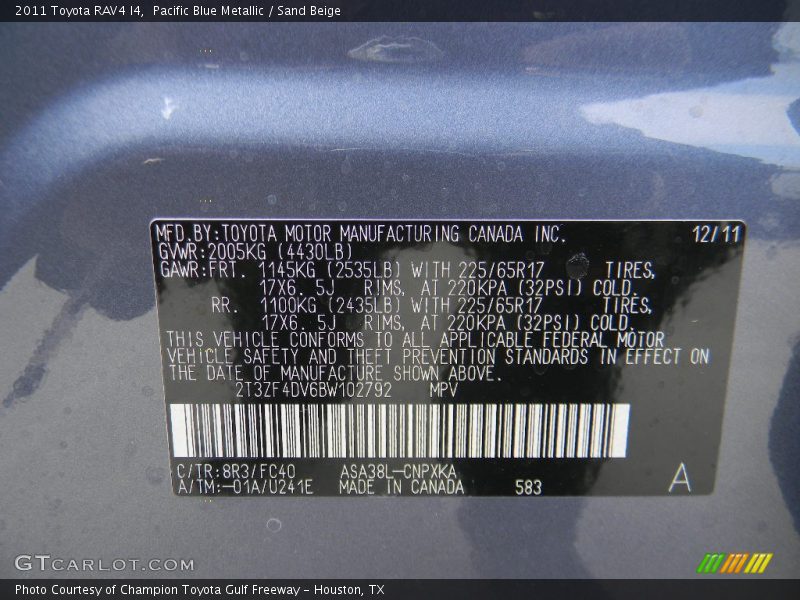 2011 Toyota RAV4 I4, Pacific Blue Metallic / Sand Beige
MFD. BY: TOYOTA MOTOR MANUFACTURING CANADA INC. 12/11
GVWR: 2005KG (4430LB)
GAWR: FRT. 1145KG (2535LB) WITH 225/65R17 TIRES,
17X6. 5J RIMS, AT 220KPA (32PSI) COLD.
RR. 1100KG (2435LB) WITH 225/65R17 TIRES,
17X6. 5J RIMS, AT 220KPA (32PSI) COLD.
THIS VEHICLE CONFORMS TO ALL APPLICABLE FEDERAL MOTOR
VEHICLE SAFETY AND THEFT PREVENTION STANDARDS IN EFFECT ON
THE DATE OF MANUFACTURE SHOWN ABOVE.
2T3ZF4DV6BW102792 MPV
C/TR: 8R3/FC40 ASA38L-CNPXKA
A/TM: -01A/U241E MADE IN CANADA 583 A
GTCARLOT.COM
Photo Courtesy of Champion Toyota Gulf Freeway - Houston, TX